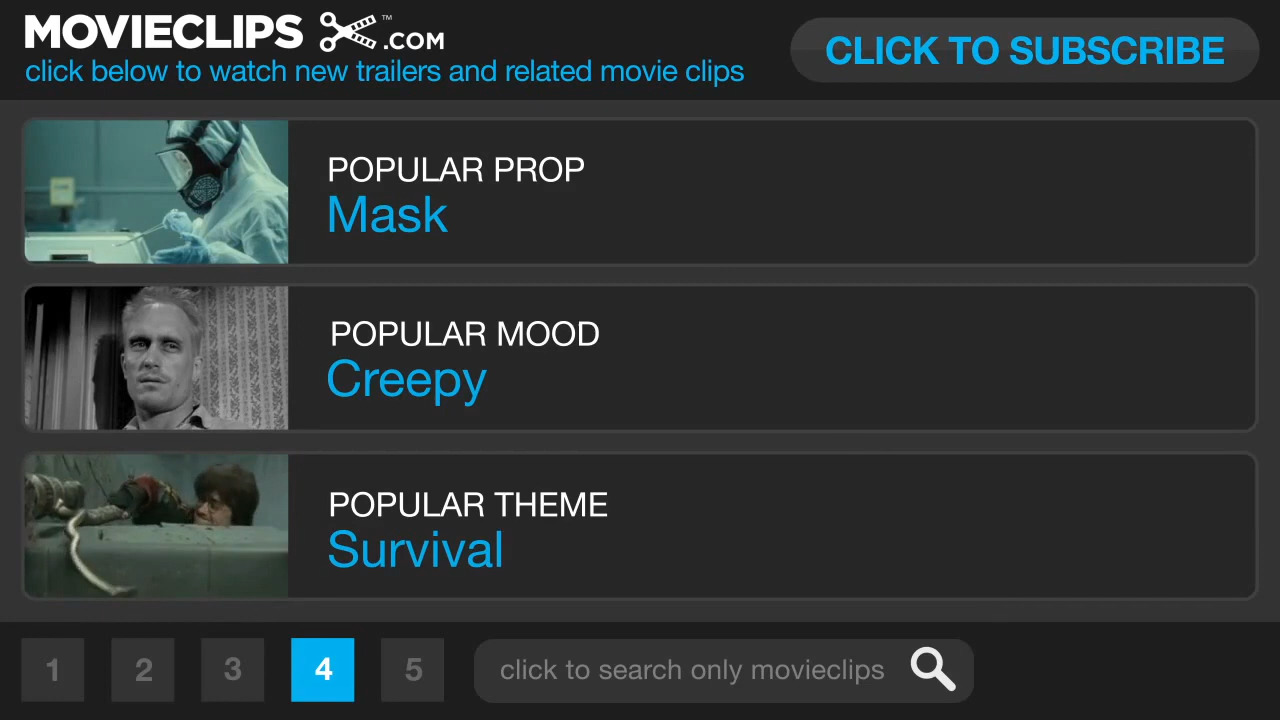 MOVIECLIPS ™ .COM
click below to watch new trailers and related movie clips
CLICK TO SUBSCRIBE
POPULAR PROP
Mask
POPULAR MOOD
Creepy
POPULAR THEME
Survival
1 2 3 4 5 click to search only movieclips